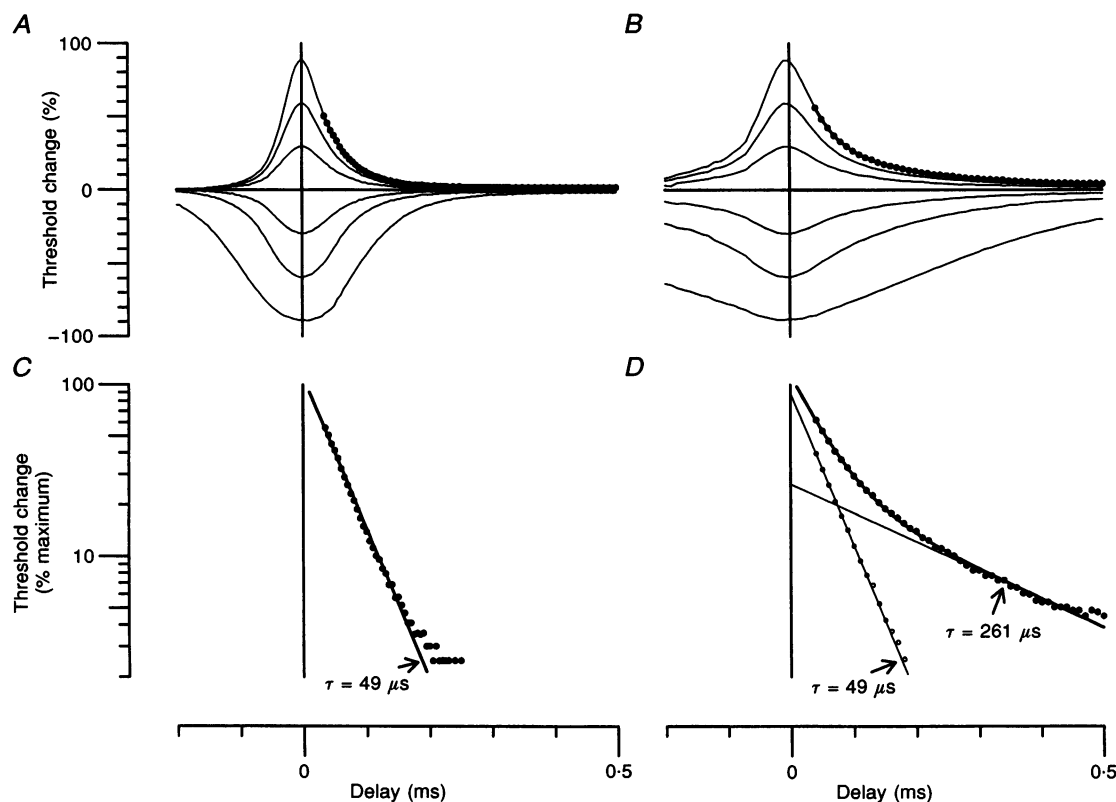 A
B
100
0
−100
Threshold change (%)
C
D
100
10
Threshold change
(% maximum)
τ = 49 μs
τ = 49 μs
τ = 261 μs
0
0·5
0
0·5
Delay (ms)
Delay (ms)